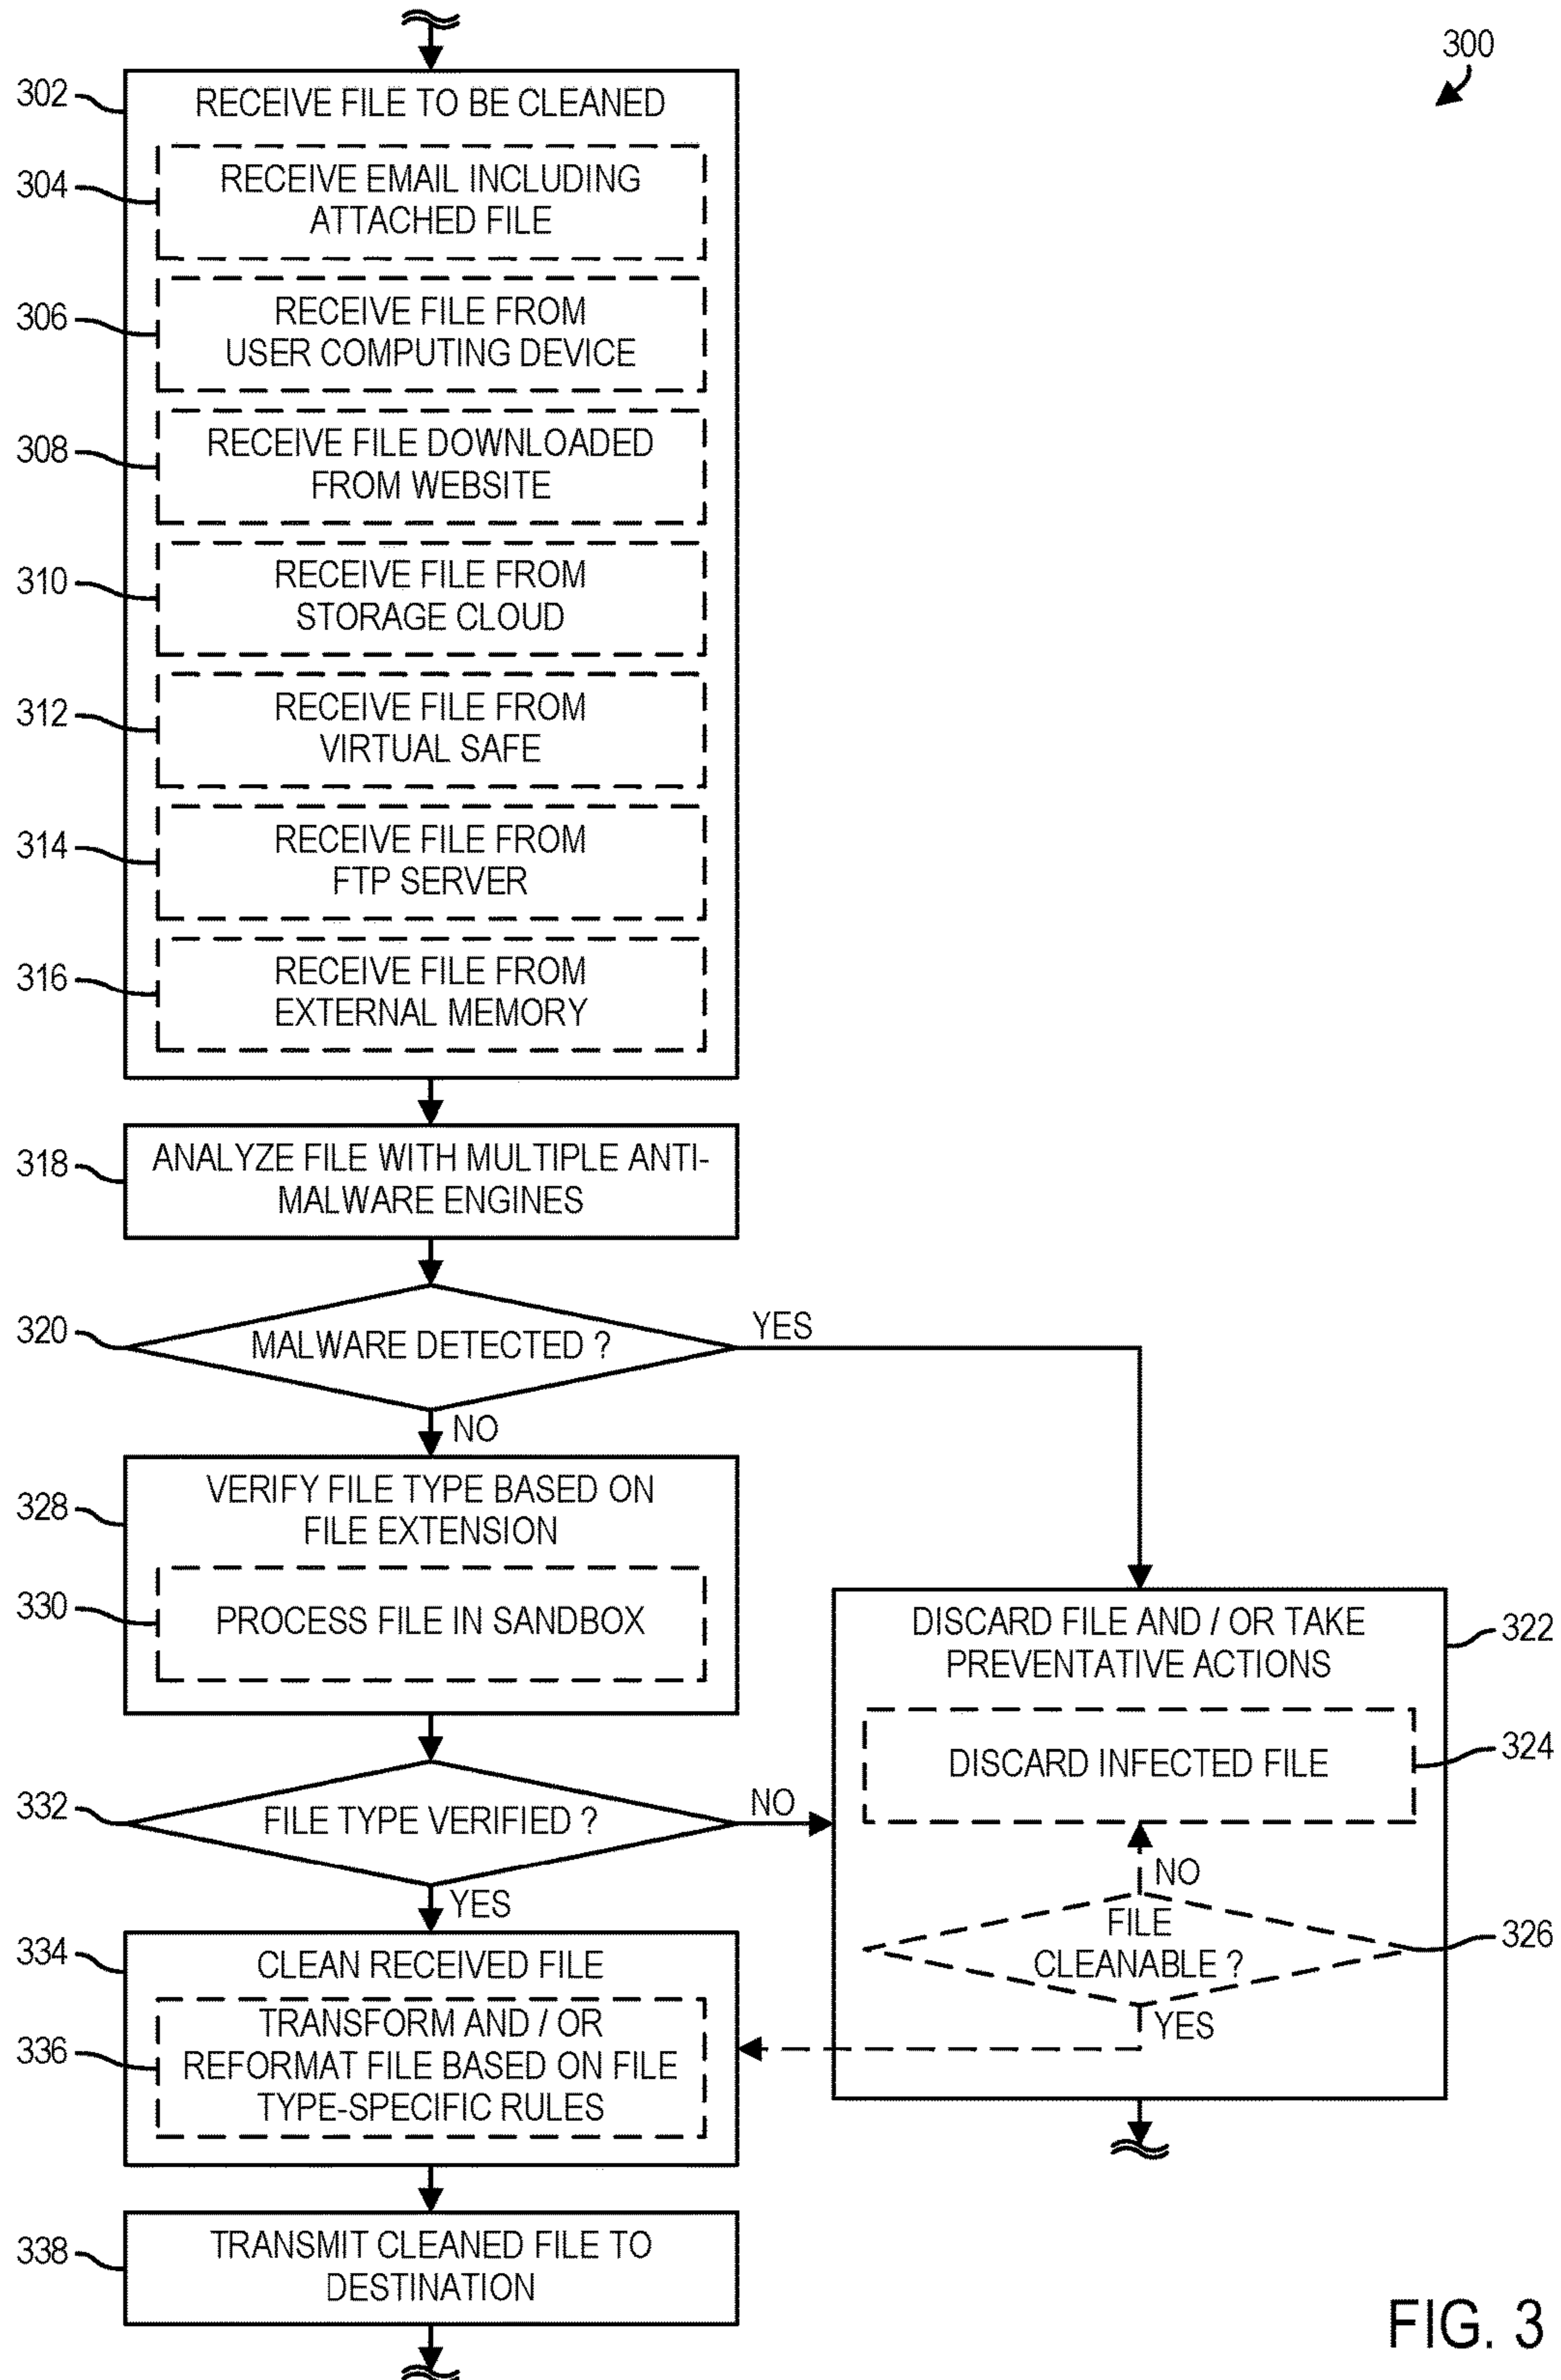 300
302
RECEIVE FILE TO BE CLEANED
304
RECEIVE EMAIL INCLUDING
ATTACHED FILE
306
RECEIVE FILE FROM
USER COMPUTING DEVICE
308
RECEIVE FILE DOWNLOADED
FROM WEBSITE
310
RECEIVE FILE FROM
STORAGE CLOUD
312
RECEIVE FILE FROM
VIRTUAL SAFE
314
RECEIVE FILE FROM
FTP SERVER
316
RECEIVE FILE FROM
EXTERNAL MEMORY
318
ANALYZE FILE WITH MULTIPLE ANTI-
MALWARE ENGINES
320
MALWARE DETECTED ?
YES
NO
328
VERIFY FILE TYPE BASED ON
FILE EXTENSION
330
PROCESS FILE IN SANDBOX
332
FILE TYPE VERIFIED ?
NO
YES
322
DISCARD FILE AND / OR TAKE
PREVENTATIVE ACTIONS
324
DISCARD INFECTED FILE
NO
326
FILE
CLEANABLE ?
YES
334
CLEAN RECEIVED FILE
336
TRANSFORM AND / OR
REFORMAT FILE BASED ON FILE
TYPE-SPECIFIC RULES
338
TRANSMIT CLEANED FILE TO
DESTINATION
FIG. 3